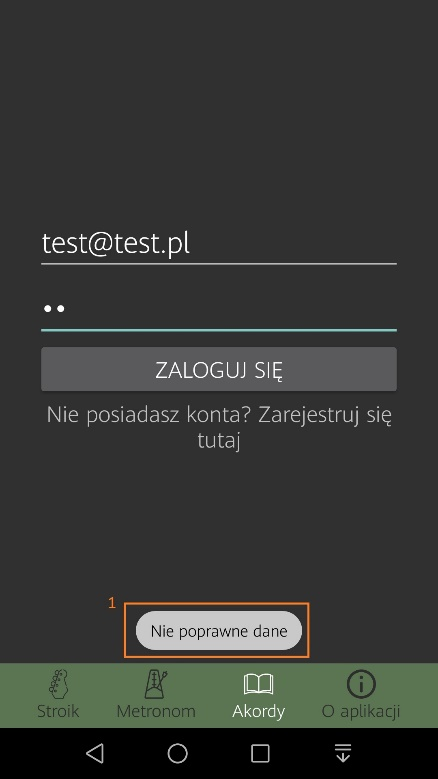 test@test.pl
••
ZALOGUJ SIĘ
Nie posiadasz konta? Zarejestruj się
tutaj
1
Nie poprawne dane
Stroik
Metronom
Akordy
O aplikacji